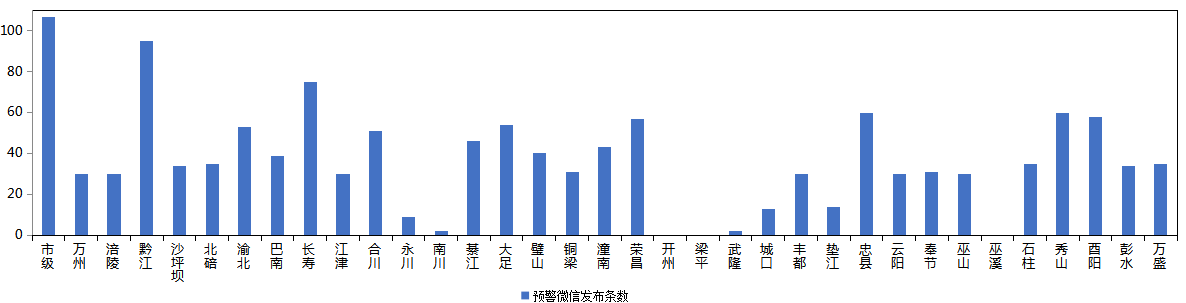 100
80
60
40
20
0
市级
万州
涪陵
黔江
沙坪坝
北碚
渝北
巴南
长寿
江津
合川
永川
南川
綦江
大足
璧山
铜梁
潼南
荣昌
开州
梁平
武隆
城口
丰都
垫江
忠县
云阳
奉节
巫山
巫溪
石柱
秀山
酉阳
彭水
万盛
预警微信发布条数